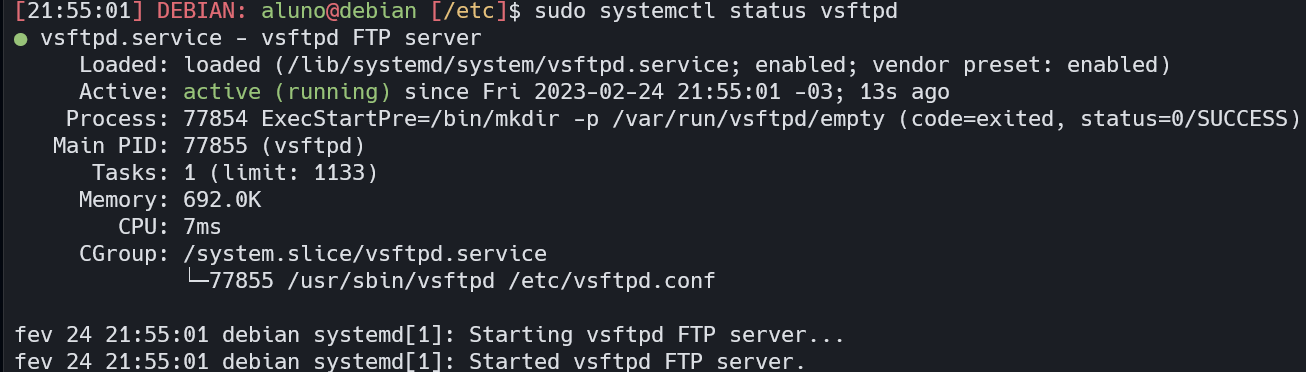 [21:55:01] DEBIAN: aluno@debian [/etc]$ sudo systemctl status vsftpd
● vsftpd.service - vsftpd FTP server
Loaded: loaded (/lib/systemd/system/vsftpd.service; enabled; vendor preset: enabled)
Active: active (running) since Fri 2023-02-24 21:55:01 -03; 13s ago
Process: 77854 ExecStartPre=/bin/mkdir -p /var/run/vsftpd/empty (code=exited, status=0/SUCCESS)
Main PID: 77855 (vsftpd)
Tasks: 1 (limit: 1133)
Memory: 692.0K
CPU: 7ms
CGroup: /system.slice/vsftpd.service
└─77855 /usr/sbin/vsftpd /etc/vsftpd.conf
fev 24 21:55:01 debian systemd[1]: Starting vsftpd FTP server...
fev 24 21:55:01 debian systemd[1]: Started vsftpd FTP server.